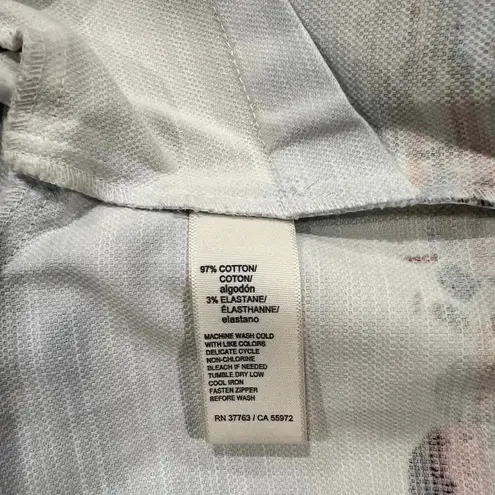 97% COTTON/
COTON/
algodón
3% ELASTANE/
ÉLASTHANNE/
elastano
MACHINE WASH COLD
WITH LIKE COLORS
DELICATE CYCLE
NON-CHLORINE
BLEACH IF NEEDED
TUMBLE DRY LOW
COOL IRON
FASTEN ZIPPER
BEFORE WASH
RN 37763 / CA 55972